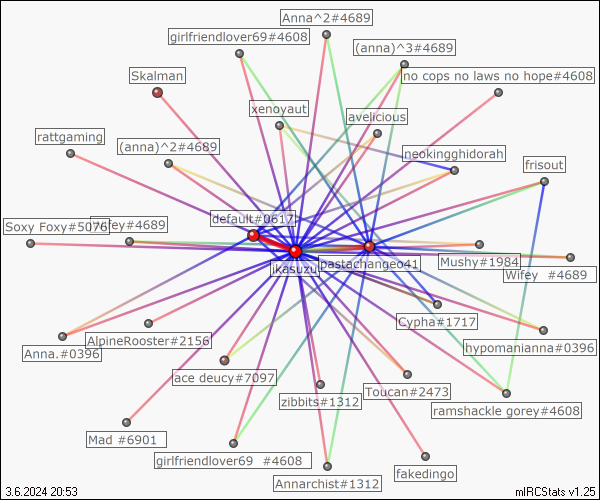 Anna^2#4689
girlfriendlover69#4608
(anna)^3#4689
Skalman
no cops no laws no hope#4608
xenoyaut
avelicious
rattgaming
(anna)^2#4689
neokingghidorah
frisout
default#0617
Soxy Foxy#5076
ifey#4689
jkasuzu
pastachangeo41
Mushy#1984
Wifey  #4689
Cypha#1717
Anna.#0396
AlpineRooster#2156
hypomanianna#0396
ace deucy#7097
Toucan#2473
zibbits#1312
ramshackle gorey#4608
Mad #6901
girlfriendlover69  #4608
Annarchist#1312
fakedingo
3.6.2024 20:53
mIRCStats v1.25